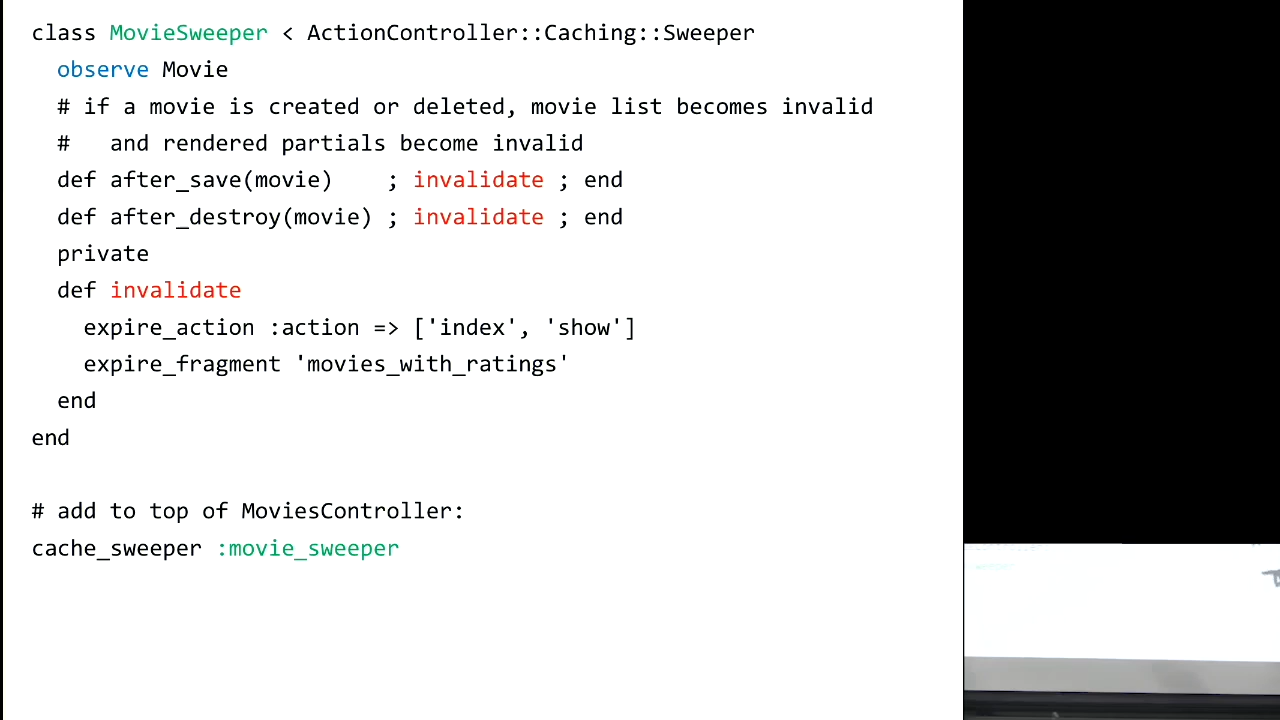 class MovieSweeper < ActionController::Caching::Sweeper
  observe Movie
  # if a movie is created or deleted, movie list becomes invalid
  #   and rendered partials become invalid
  def after_save(movie)    ; invalidate ; end
  def after_destroy(movie) ; invalidate ; end
  private
  def invalidate
    expire_action :action => ['index', 'show']
    expire_fragment 'movies_with_ratings'
  end
end
# add to top of MoviesController:
cache_sweeper :movie_sweeper